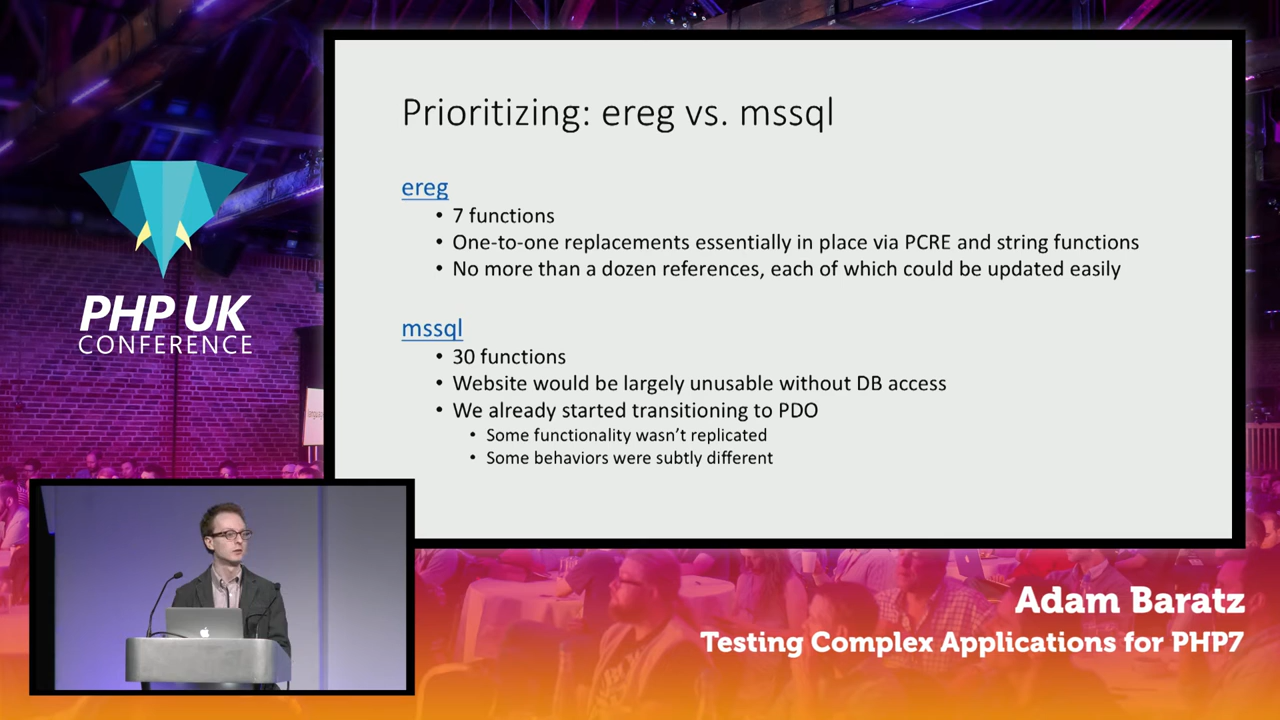 Prioritizing: ereg vs. mssql
ereg
• 7 functions
• One-to-one replacements essentially in place via PCRE and string functions
• No more than a dozen references, each of which could be updated easily
mssql
• 30 functions
• Website would be largely unusable without DB access
• We already started transitioning to PDO
• Some functionality wasn't replicated
• Some behaviors were subtly different
PHP UK
CONFERENCE
Adam Baratz
Testing Complex Applications for PHP7